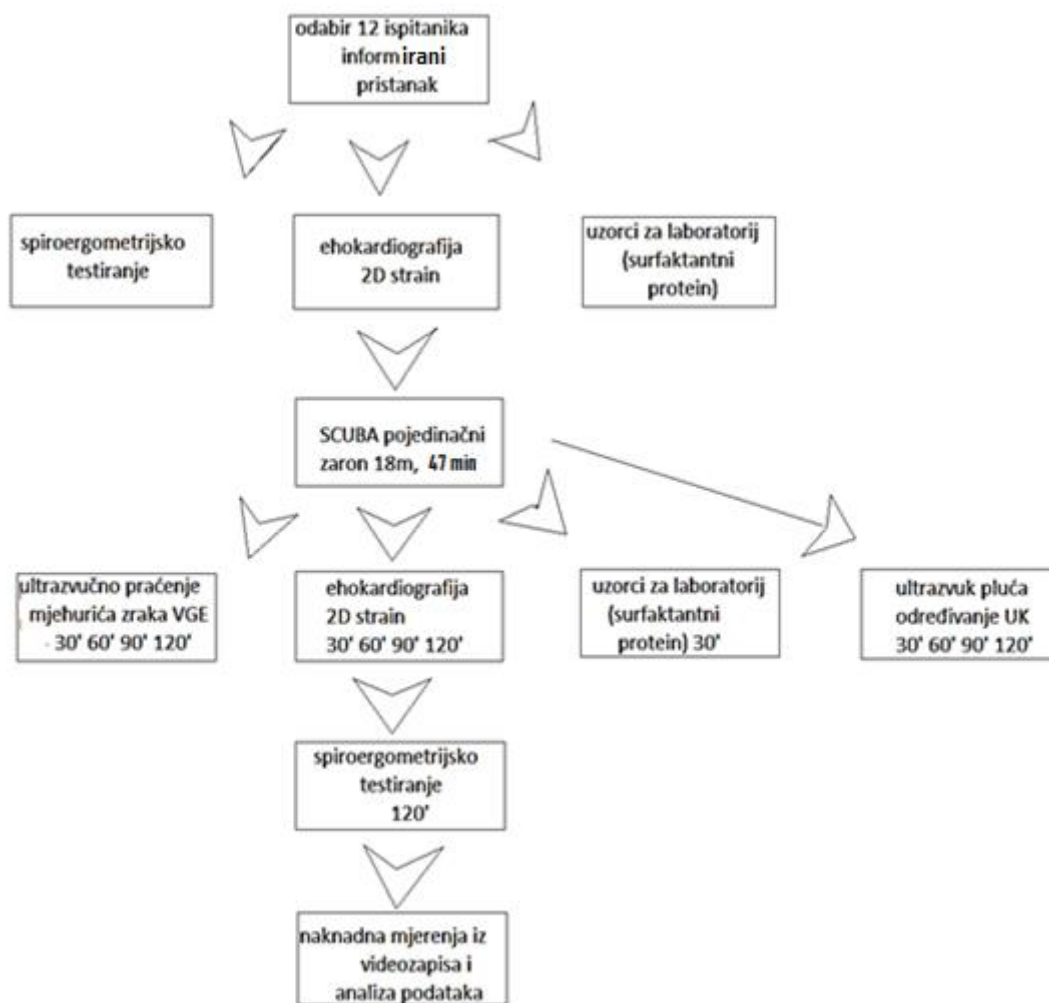 odabir 12 ispitanika
informirani
pristanak
spiroergometrijsko
testiranje
ehokardiografija
2D strain
uzorci za laboratorij
(surfaktantni
protein)
SCUBA pojedinačni
zaron 18m, 47 min
ultrazvučno praćenje
mjehurića zraka VGE
- 30' 60' 90' 120'
ehokardiografija
2D strain
30' 60' 90' 120'
uzorci za laboratorij
(surfaktantni
protein) 30'
ultrazvuk pluća
određivanje UK
30' 60' 90' 120'
spiroergometrijsko
testiranje
120'
naknadna mjerenja iz
videozapisa i
analiza podataka